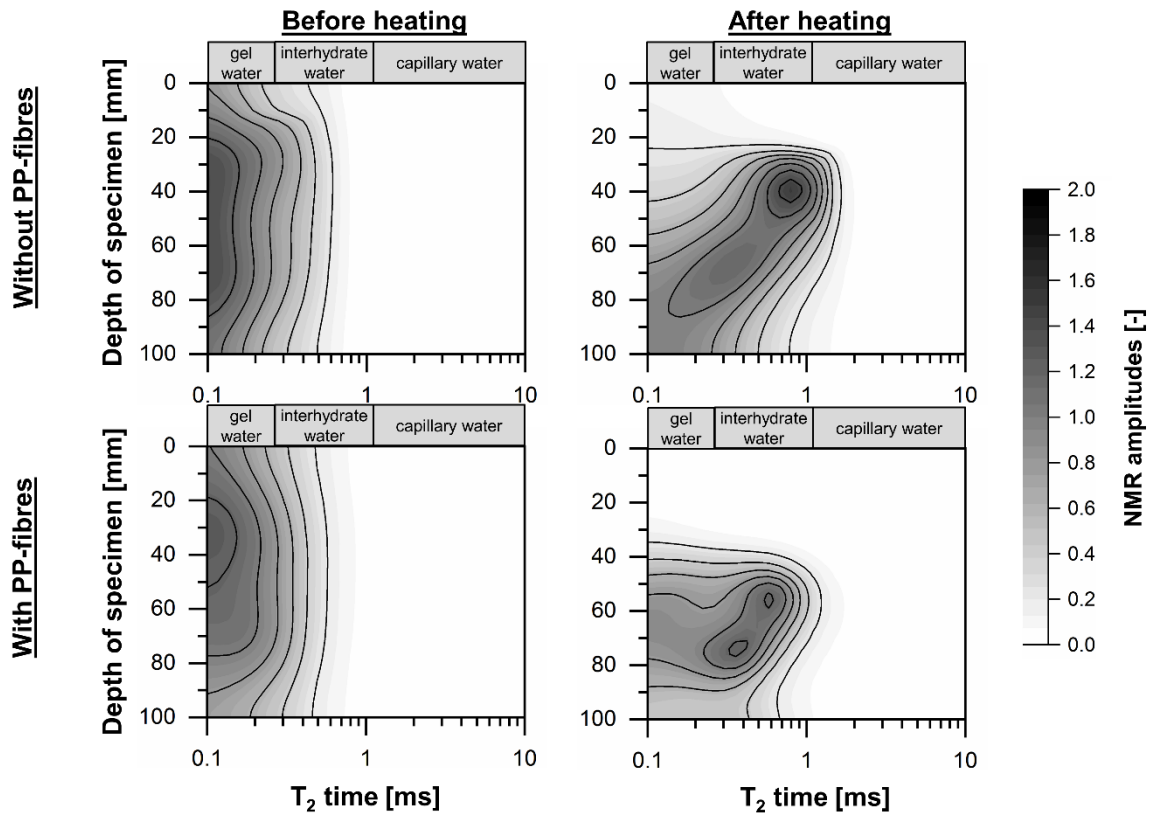 Before heating
After heating
Without PP-fibres
With PP-fibres
gel
water
interhydrate
water
capillary water
Depth of specimen [mm]
0
20
40
60
80
100
0.1
1
10
gel
water
interhydrate
water
capillary water
0
20
40
60
80
100
0.1
1
10
gel
water
interhydrate
water
capillary water
Depth of specimen [mm]
0
20
40
60
80
100
0.1
1
10
T2 time [ms]
gel
water
interhydrate
water
capillary water
0
20
40
60
80
100
0.1
1
10
T2 time [ms]
2.0
1.8
1.6
1.4
1.2
1.0
0.8
0.6
0.4
0.2
0.0
NMR amplitudes [-]